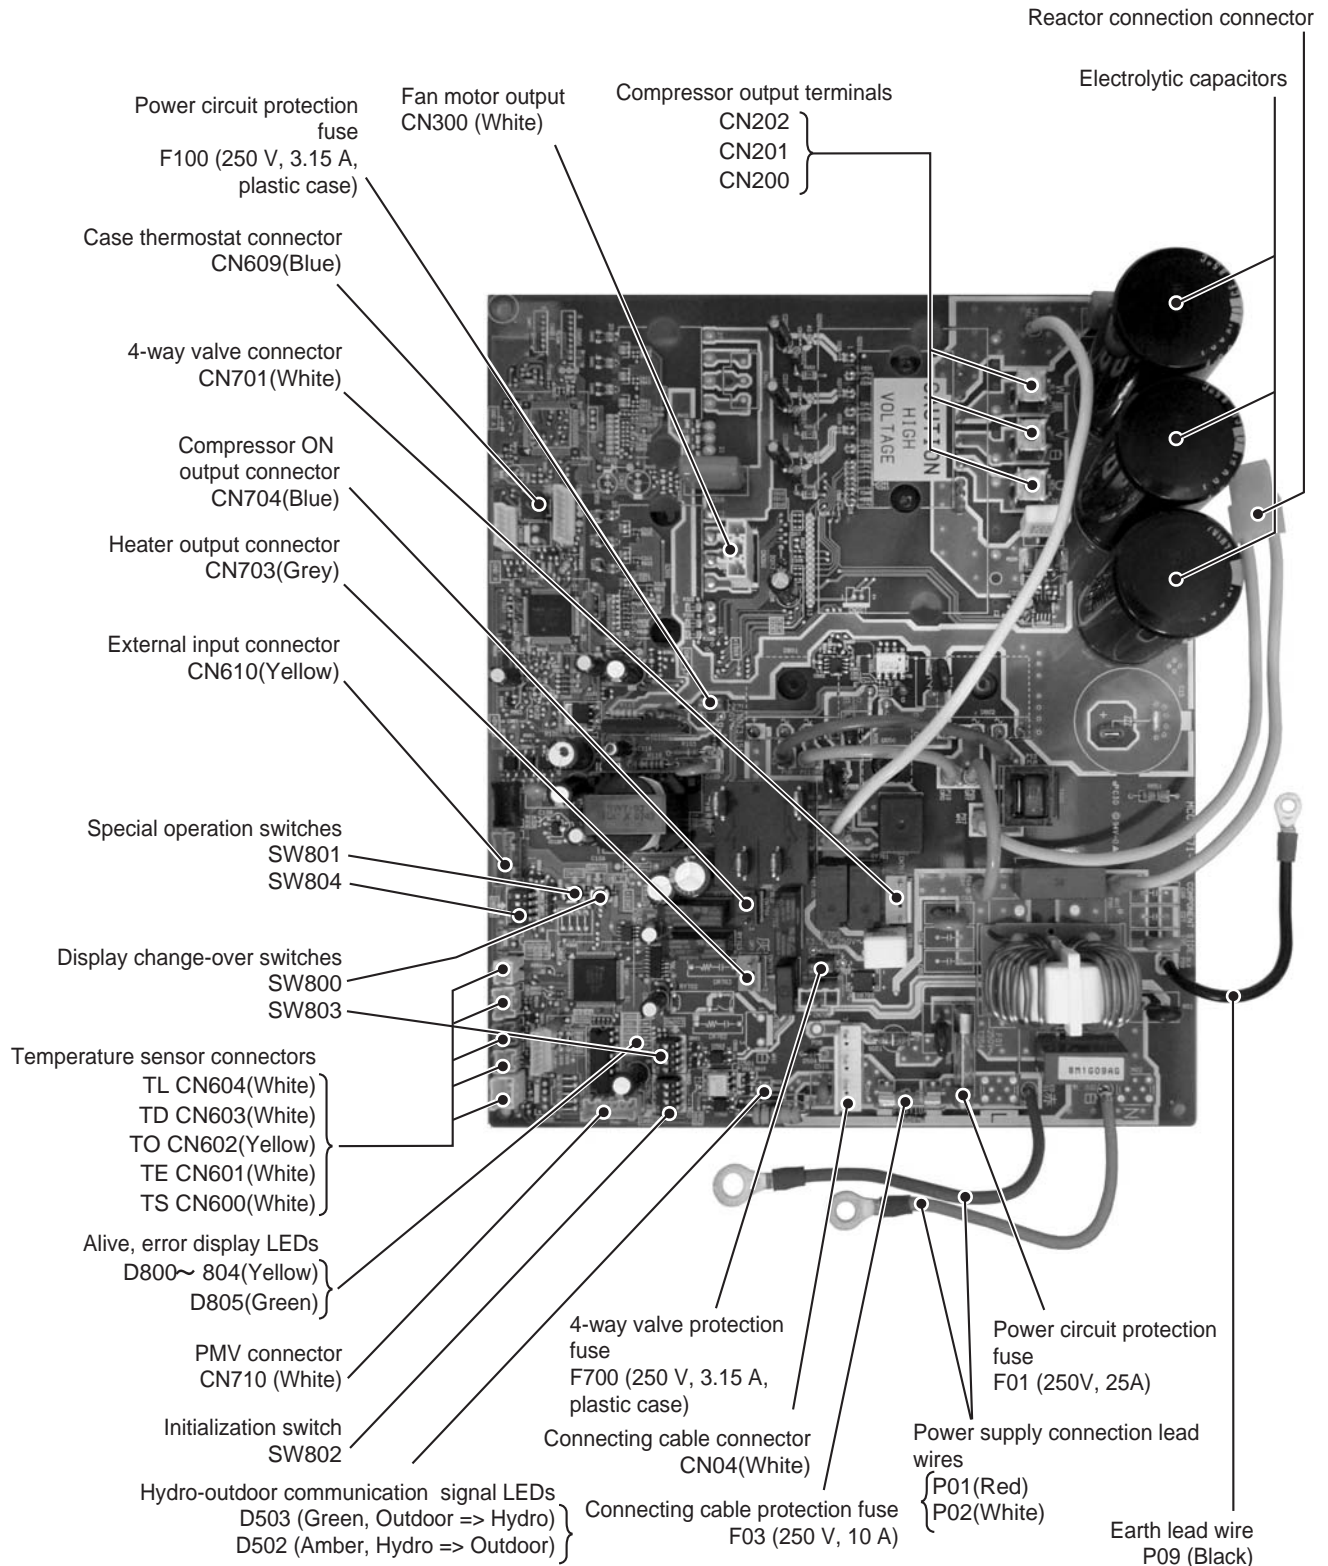 Reactor connection connector
Electrolytic capacitors
Compressor output terminals
CN202
CN201
CN200
Fan motor output
CN300 (White)
Power circuit protection
fuse
F100 (250 V, 3.15 A,
plastic case)
Case thermostat connector
CN609(Blue)
4-way valve connector
CN701(White)
Compressor ON
output connector
CN704(Blue)
Heater output connector
CN703(Grey)
External input connector
CN610(Yellow)
Special operation switches
SW801
SW804
Display change-over switches
SW800
SW803
Temperature sensor connectors
TL CN604(White)
TD CN603(White)
TO CN602(Yellow)
TE CN601(White)
TS CN600(White)
Alive, error display LEDs
D800～ 804(Yellow)
D805(Green)
PMV connector
CN710 (White)
Initialization switch
SW802
Hydro-outdoor communication signal LEDs
D503 (Green, Outdoor => Hydro)
D502 (Amber, Hydro => Outdoor)
4-way valve protection
fuse
F700 (250 V, 3.15 A,
plastic case)
Connecting cable connector
CN04(White)
Connecting cable protection fuse
F03 (250 V, 10 A)
Power circuit protection
fuse
F01 (250V, 25A)
Power supply connection lead
wires
P01(Red)
P02(White)
Earth lead wire
P09 (Black)
CAUTION
HIGH
VOLTAGE